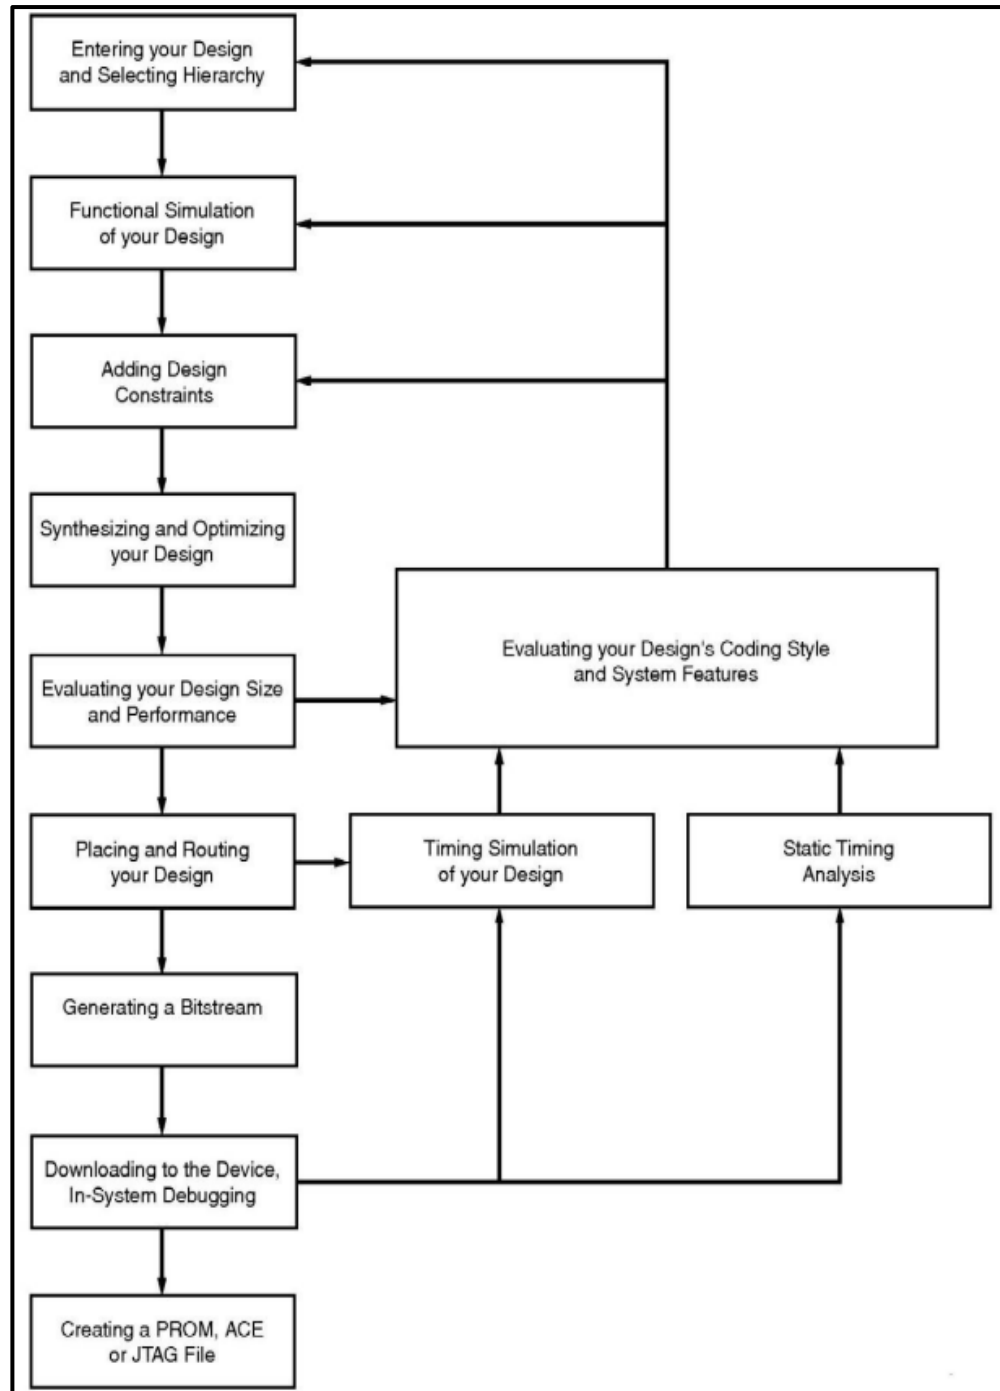 Entering your Design
and Selecting Hierarchy
Functional Simulation
of your Design
Adding Design
Constraints
Synthesizing and Optimizing
your Design
Evaluating your Design's Coding Style
and System Features
Evaluating your Design Size
and Performance
Placing and Routing
your Design
Timing Simulation
of your Design
Static Timing
Analysis
Generating a Bitstream
Downloading to the Device,
In-System Debugging
Creating a PROM, ACE
or JTAG File